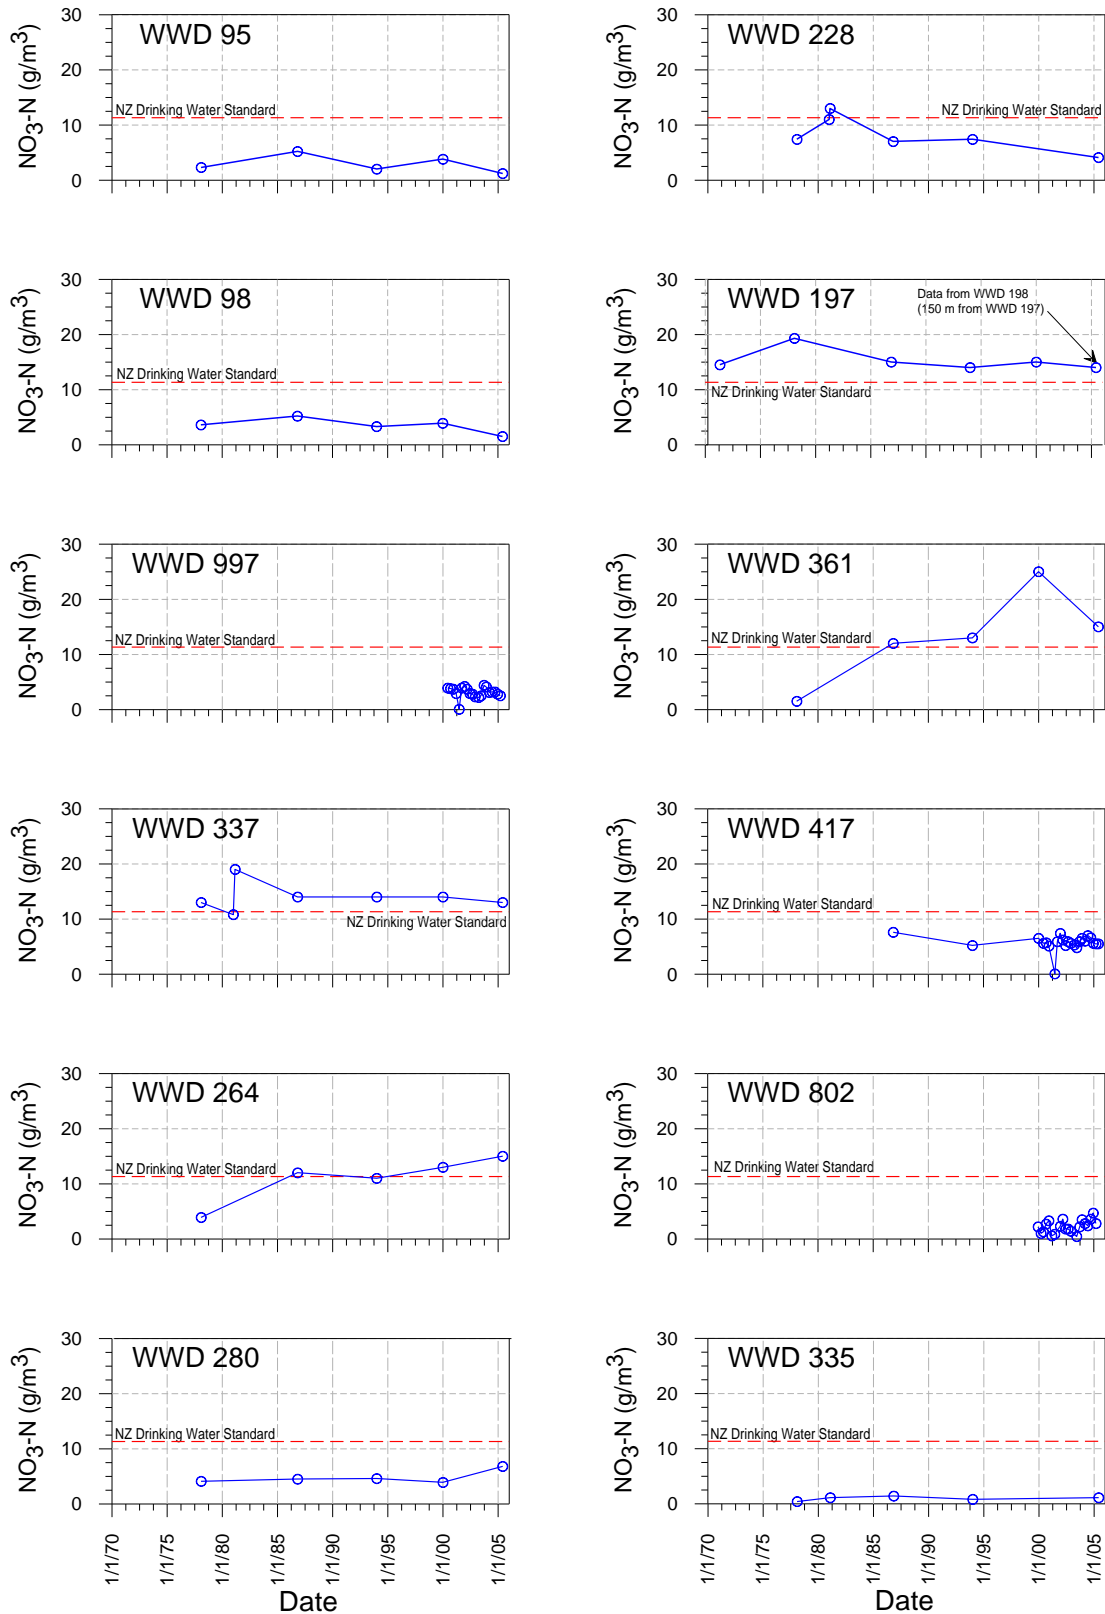 WWD 95
NO3-N (g/m3)
30
20
10
0
NZ Drinking Water Standard
WWD 228
NO3-N (g/m3)
30
20
10
0
NZ Drinking Water Standard
WWD 98
NO3-N (g/m3)
30
20
10
0
NZ Drinking Water Standard
WWD 197
NO3-N (g/m3)
30
20
10
0
Data from WWD 198
(150 m from WWD 197)
NZ Drinking Water Standard
WWD 997
NO3-N (g/m3)
30
20
10
0
NZ Drinking Water Standard
WWD 361
NO3-N (g/m3)
30
20
10
0
NZ Drinking Water Standard
WWD 337
NO3-N (g/m3)
30
20
10
0
NZ Drinking Water Standard
WWD 417
NO3-N (g/m3)
30
20
10
0
NZ Drinking Water Standard
WWD 264
NO3-N (g/m3)
30
20
10
0
NZ Drinking Water Standard
WWD 802
NO3-N (g/m3)
30
20
10
0
NZ Drinking Water Standard
WWD 280
NO3-N (g/m3)
30
20
10
0
NZ Drinking Water Standard
1/1/70
1/1/75
1/1/80
1/1/85
1/1/90
1/1/95
1/1/00
1/1/05
Date
WWD 335
NO3-N (g/m3)
30
20
10
0
NZ Drinking Water Standard
1/1/70
1/1/75
1/1/80
1/1/85
1/1/90
1/1/95
1/1/00
1/1/05
Date